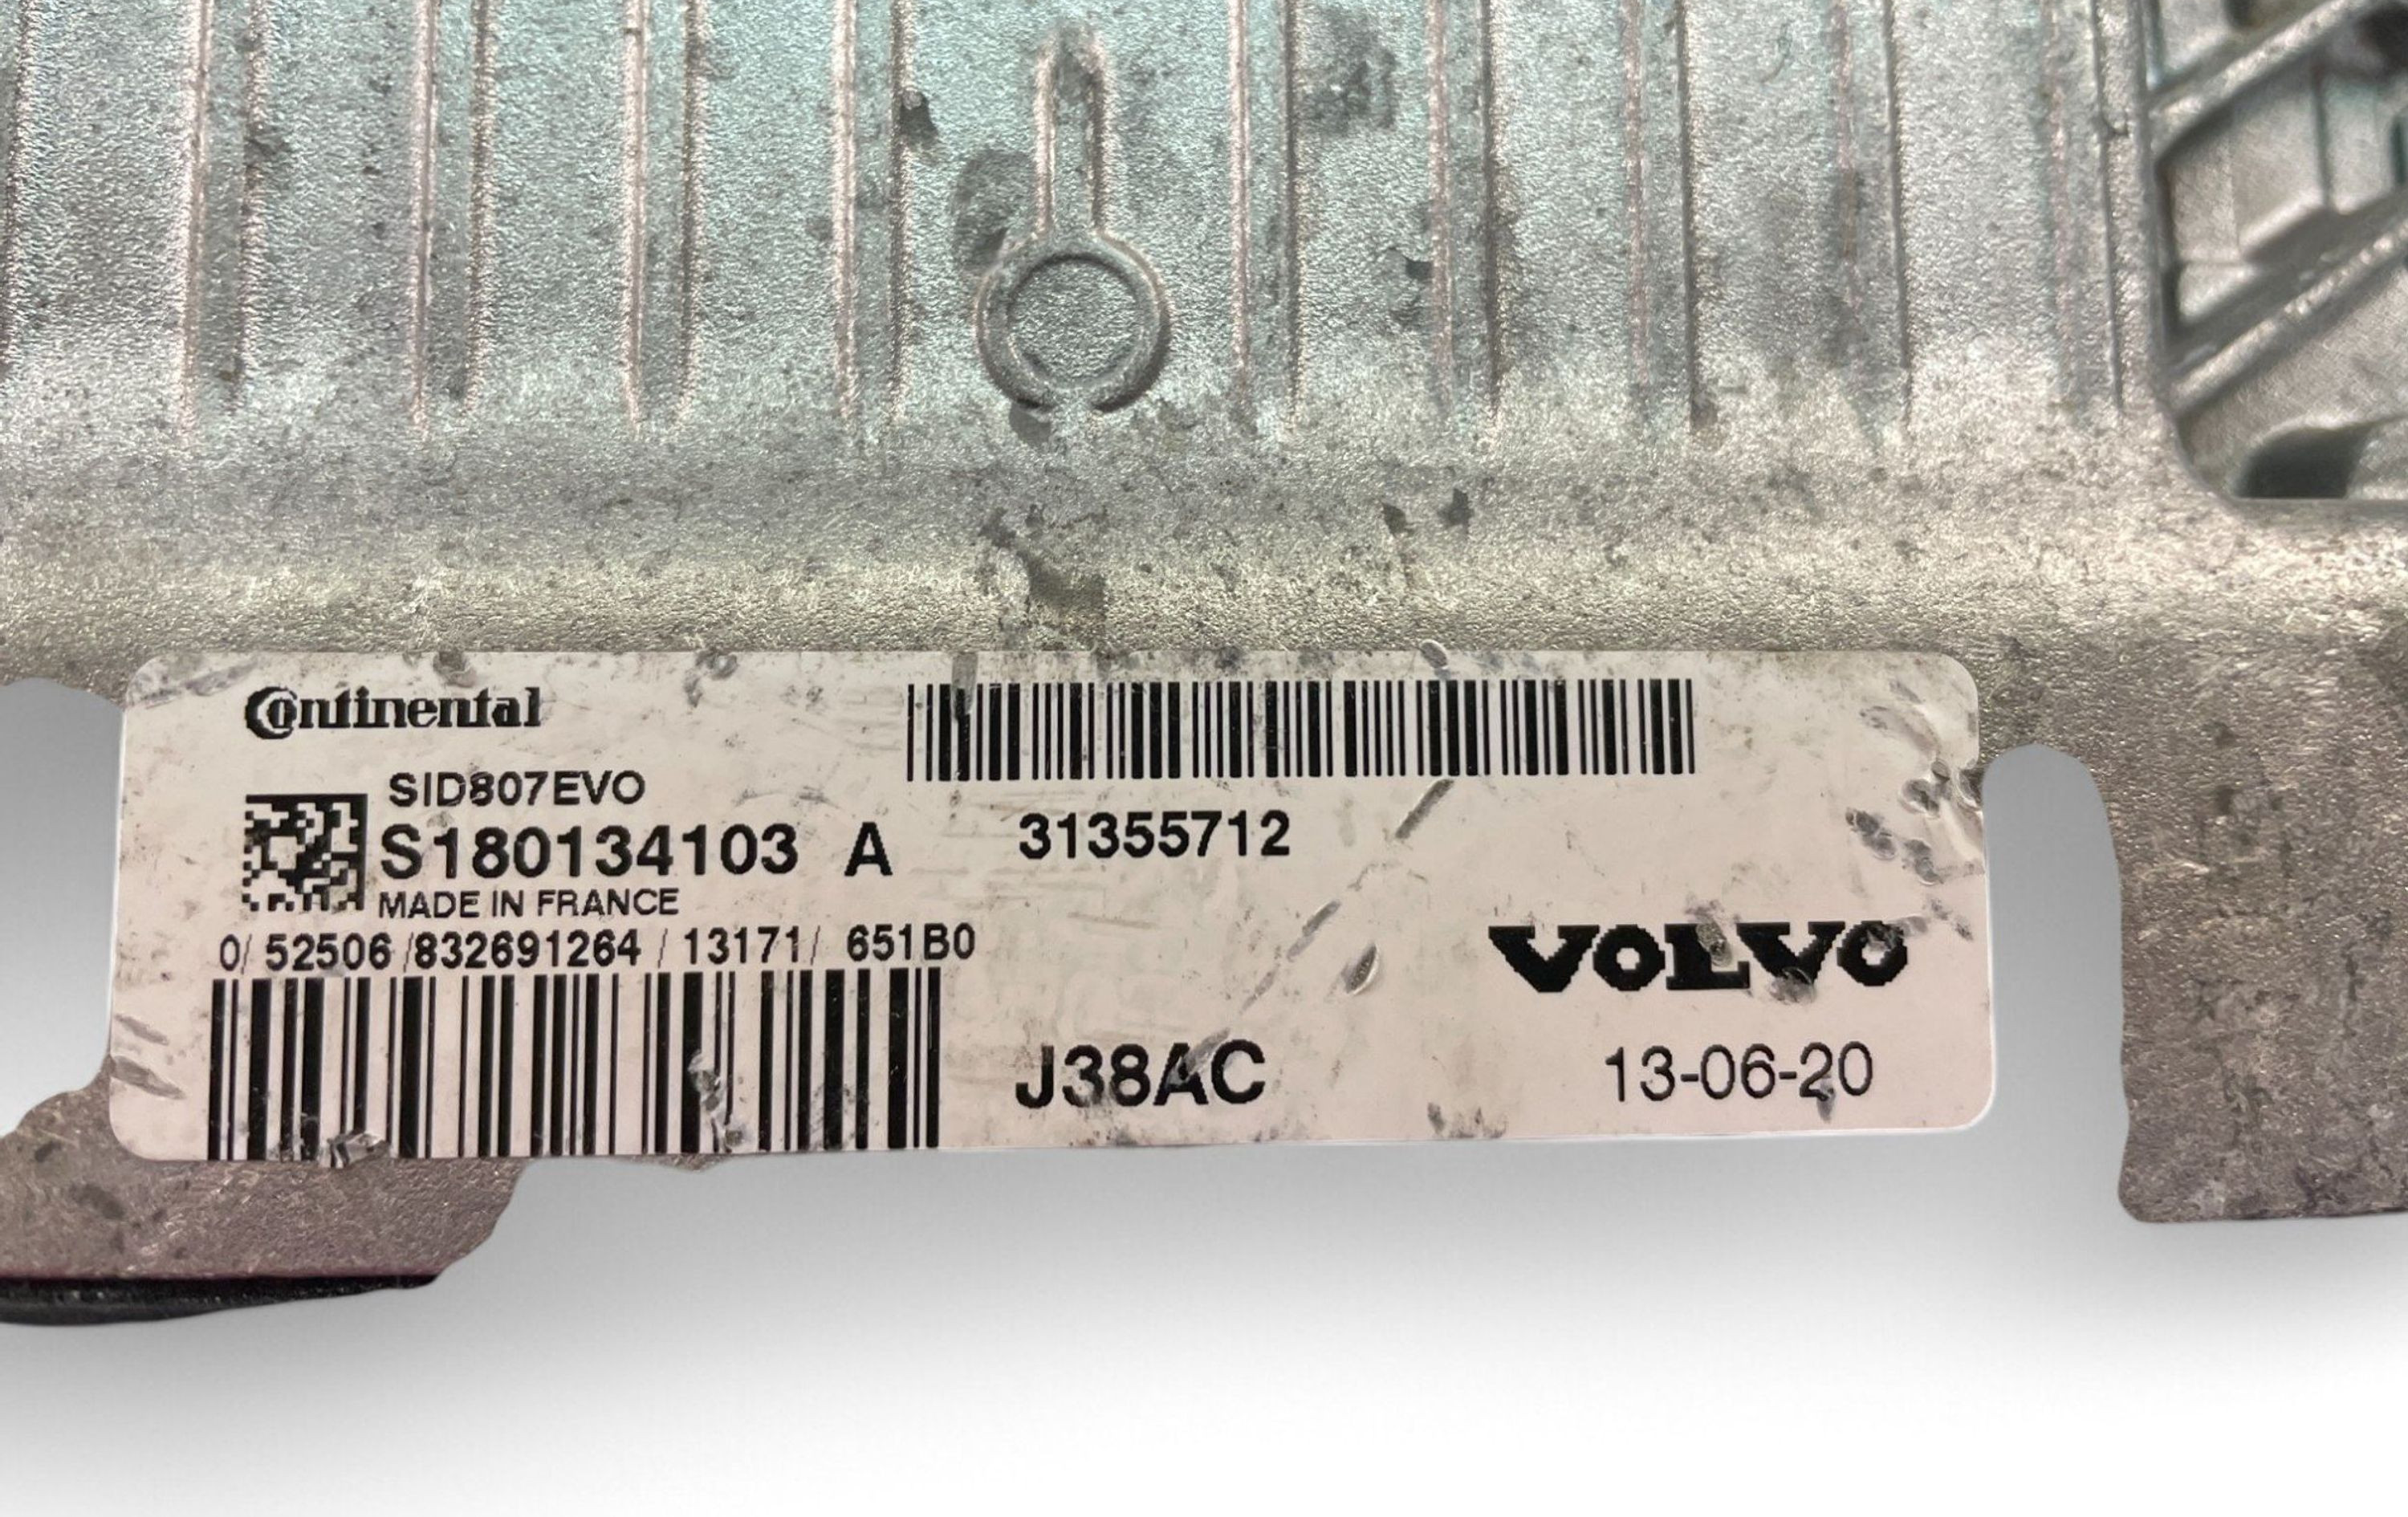 Continental
SID807EVO
S180134103 A
MADE IN FRANCE
0/ 52506 /832691264 / 13171/ 651B0
31355712
VOLVO
J38AC
13-06-20